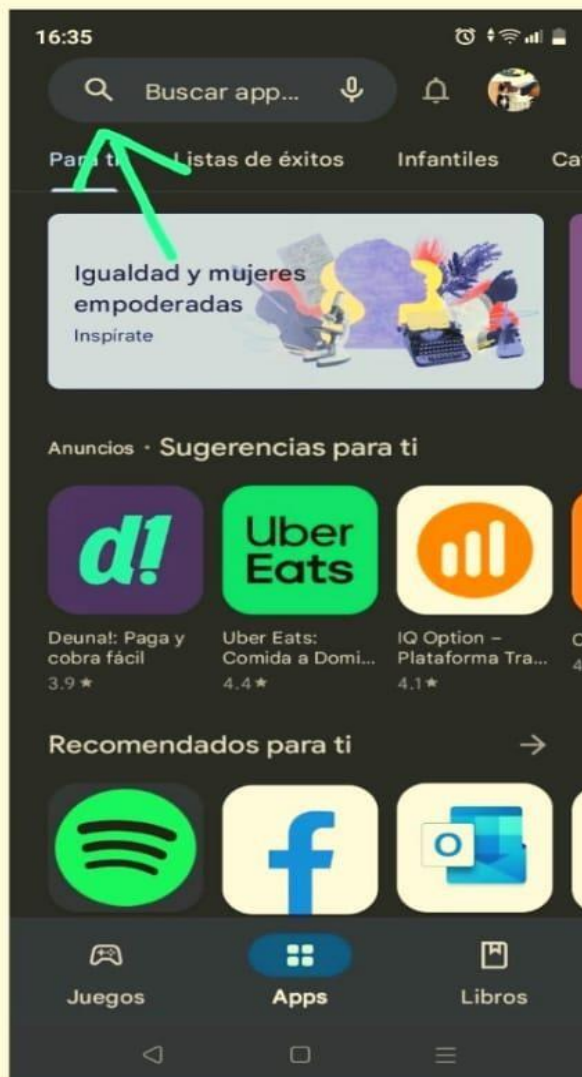 16:35
Buscar app...
Para ti Listas de éxitos Infantiles Ca
Igualdad y mujeres
empoderadas
Inspírate
Anuncios · Sugerencias para ti
d!
Uber
Eats
Deuna!: Paga y
cobra fácil
3.9 ★
Uber Eats:
Comida a Domi...
4.4 ★
IQ Option –
Plataforma Tra...
4.1 ★
Recomendados para ti
f
O
Juegos Apps Libros